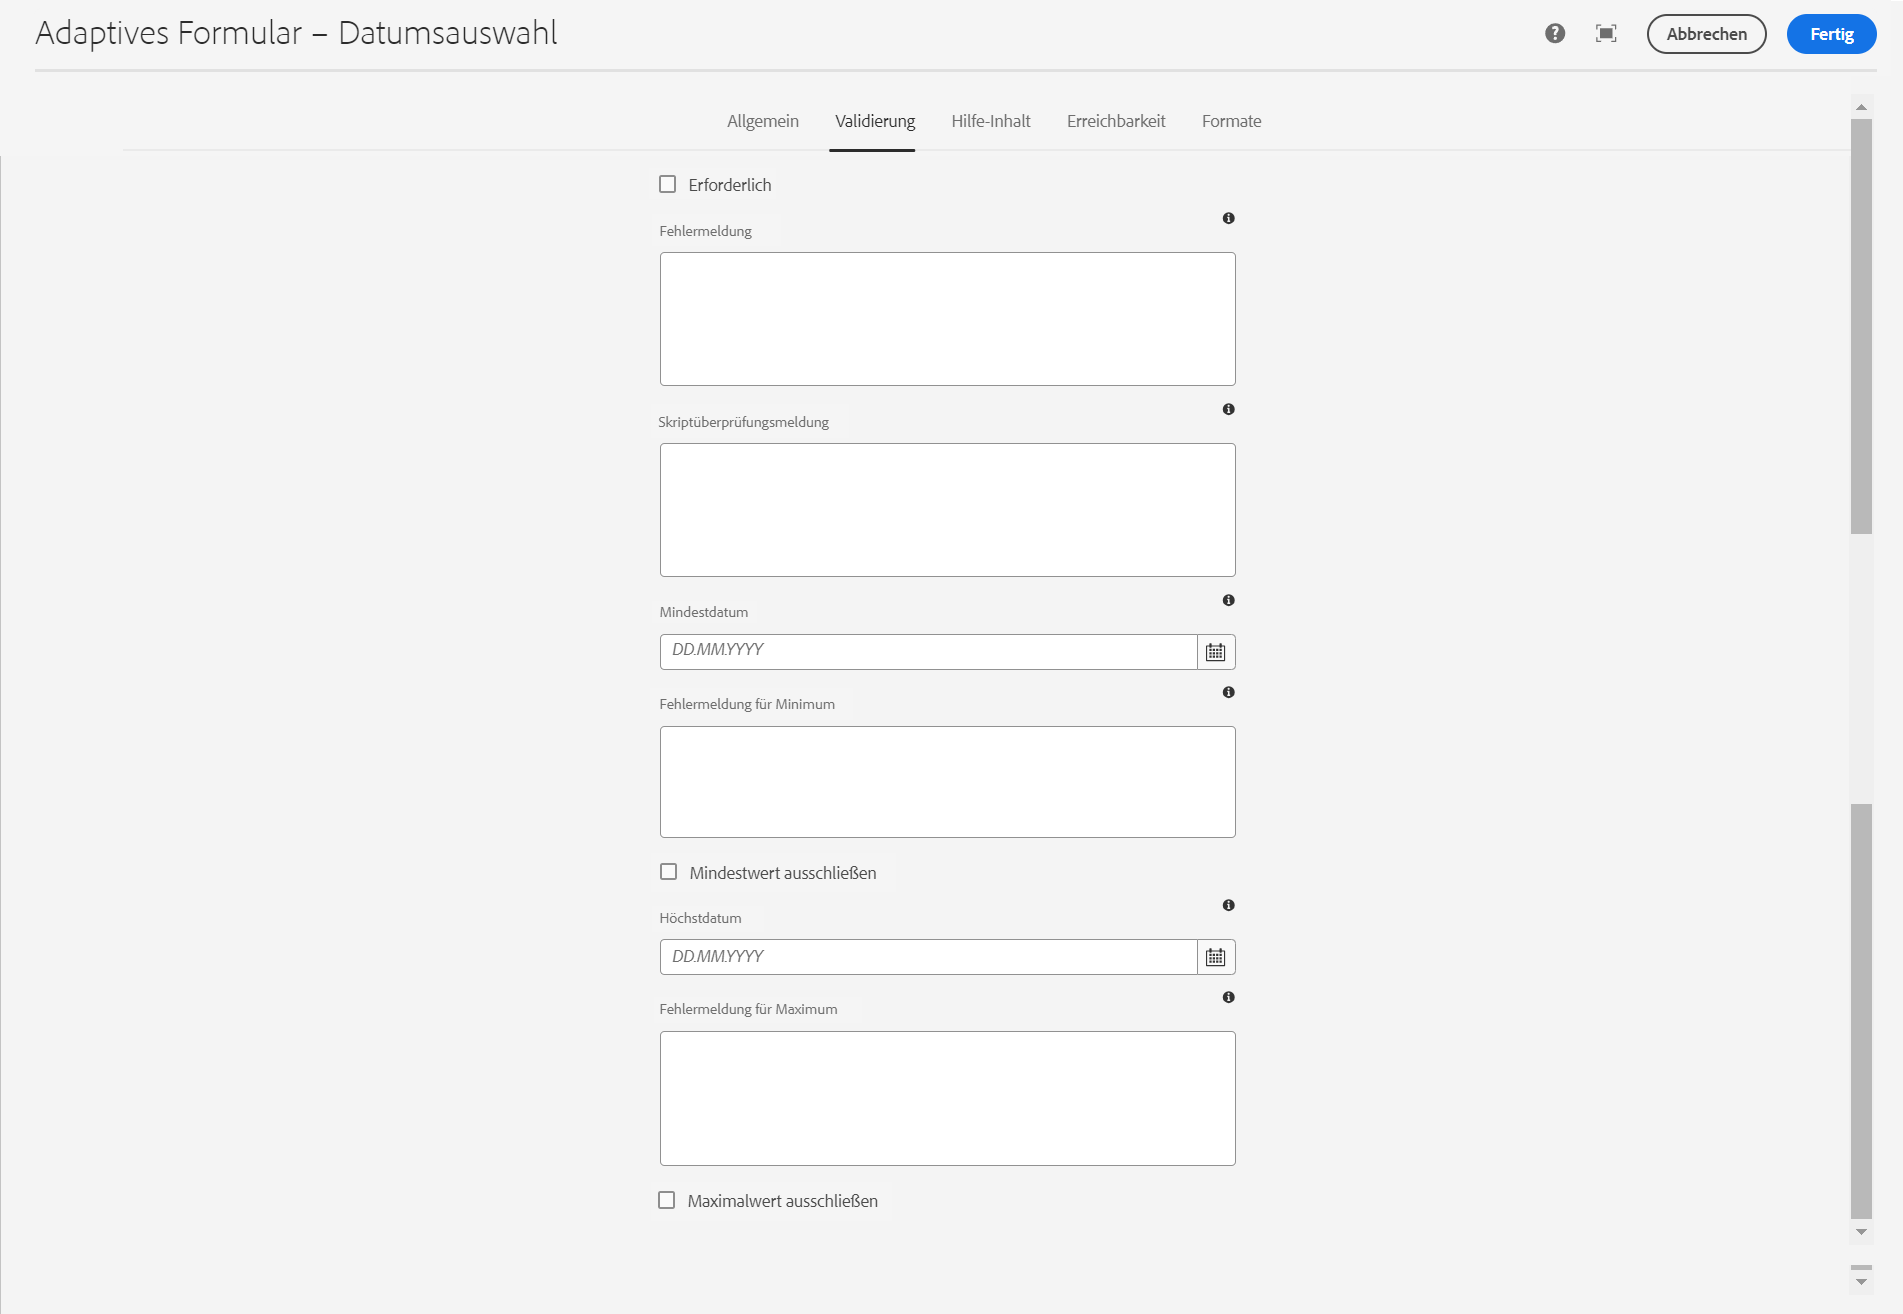 Adaptives Formular – Datumsauswahl
Abbrechen
Fertig
Allgemein
Validierung
Hilfe-Inhalt
Erreichbarkeit
Formate
Erforderlich
Fehlermeldung
Skriptüberprüfungsmeldung
Mindestdatum
DD.MM.YYYY
Fehlermeldung für Minimum
Mindestwert ausschließen
Höchstdatum
DD.MM.YYYY
Fehlermeldung für Maximum
Maximalwert ausschließen